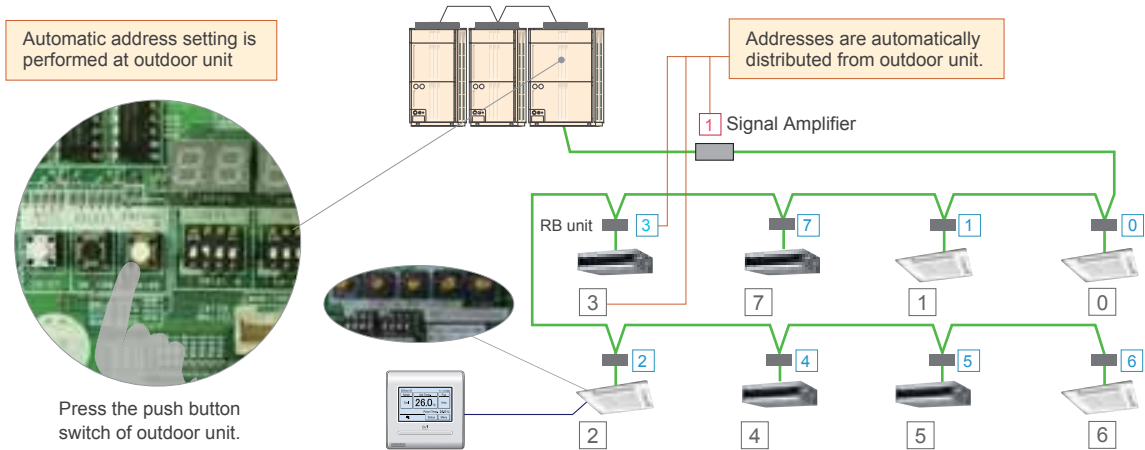 Automatic address setting is
performed at outdoor unit
Addresses are automatically
distributed from outdoor unit.
1 Signal Amplifier
RB unit
3
7
1
0
3
7
1
0
2
4
5
6
2
4
5
6
26.0
Press the push button
switch of outdoor unit.